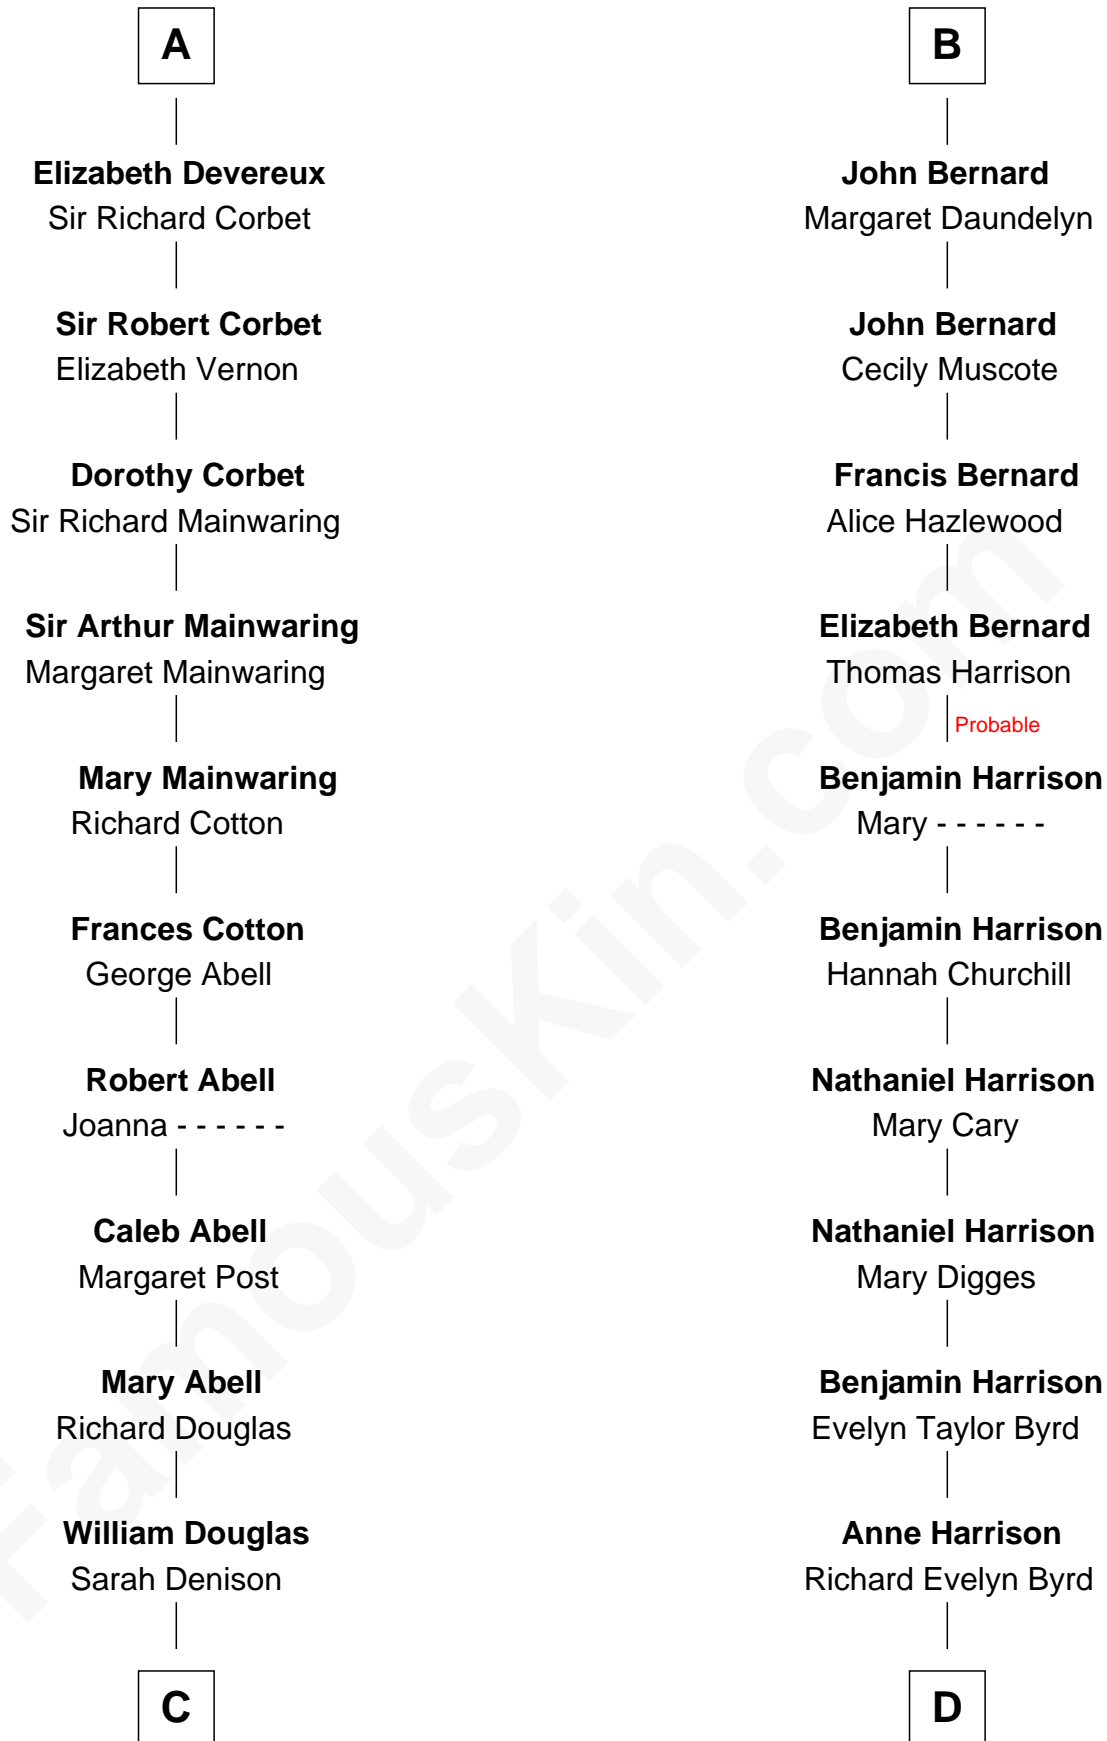 A
Elizabeth Devereux
Sir Richard Corbet
Sir Robert Corbet
Elizabeth Vernon
Dorothy Corbet
Sir Richard Mainwaring
Sir Arthur Mainwaring
Margaret Mainwaring
Mary Mainwaring
Richard Cotton
Frances Cotton
George Abell
Robert Abell
Joanna - - - - - -
Caleb Abell
Margaret Post
Mary Abell
Richard Douglas
William Douglas
Sarah Denison
C
B
John Bernard
Margaret Daundelyn
John Bernard
Cecily Muscote
Francis Bernard
Alice Hazlewood
Elizabeth Bernard
Thomas Harrison
Probable
Benjamin Harrison
Mary - - - - - -
Benjamin Harrison
Hannah Churchill
Nathaniel Harrison
Mary Cary
Nathaniel Harrison
Mary Digges
Benjamin Harrison
Evelyn Taylor Byrd
Anne Harrison
Richard Evelyn Byrd
D
FamousKin.com